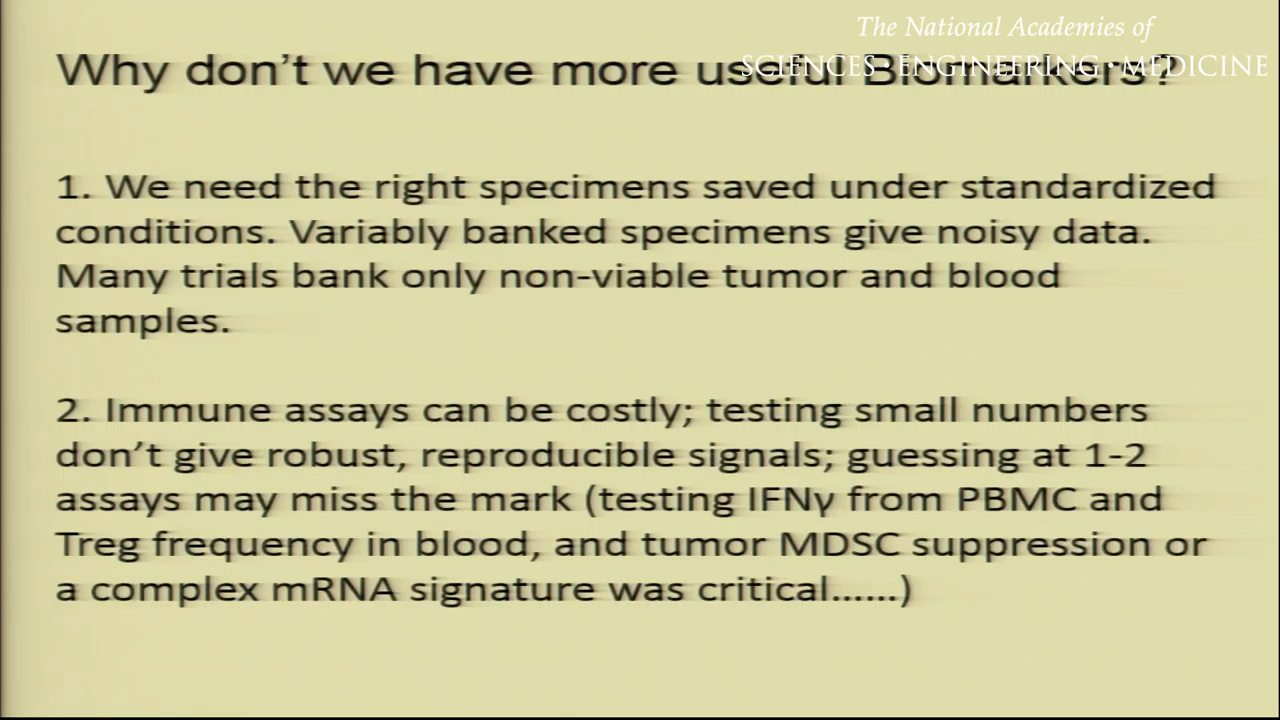 The National Academies of
SCIENCES · ENGINEERING · MEDICINE
Why don’t we have more useful Biomarkers?
1. We need the right specimens saved under standardized
conditions. Variably banked specimens give noisy data.
Many trials bank only non-viable tumor and blood
samples.
2. Immune assays can be costly; testing small numbers
don’t give robust, reproducible signals; guessing at 1-2
assays may miss the mark (testing IFNγ from PBMC and
Treg frequency in blood, and tumor MDSC suppression or
a complex mRNA signature was critical......)